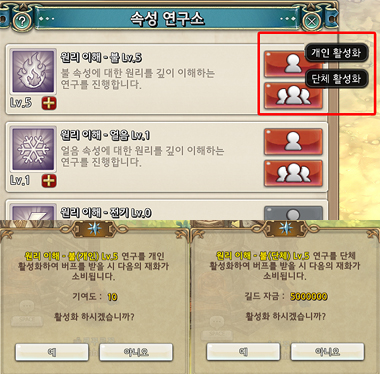 속성 연구소
원리 이해 - 불 Lv.5
불 속성에 대한 원리를 깊이 이해하는
연구를 진행합니다.
Lv.5
개인 활성화
단체 활성화
원리 이해 - 얼음 Lv.1
얼음 속성에 대한 원리를 깊이 이해하는
연구를 진행합니다.
Lv.1
원리 이해 - 전기 Lv.0
원리 이해 - 불(개인) Lv.5 연구를 개인
활성화하여 버프를 받을 시 다음의 재화가
소비됩니다.
기여도 : 10
활성화 하시겠습니까?
예 아니오
원리 이해 - 불(단체) Lv.5 연구를 단체
활성화하여 버프를 받을 시 다음의 재화가
소비됩니다.
길드 자금 : 5000000
활성화 하시겠습니까?
예 아니오